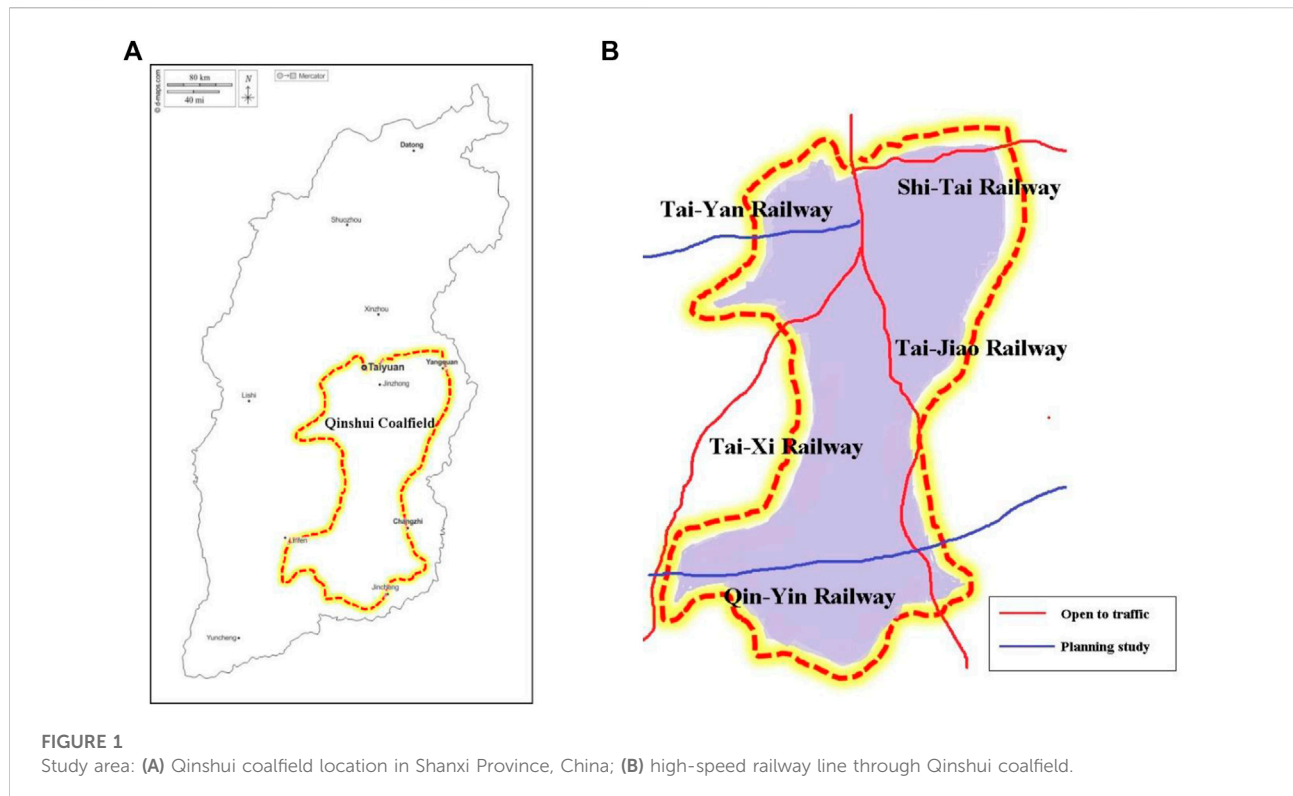 A
B
© d-maps.com
80 km
40 mi
N
Mercator
Datong
Shuozhou
Xinzhou
Taiyuan
Yangquan
Jinzhong
Lishi
Qinshui Coalfield
Changzhi
Linfen
Jincheng
Yuncheng
Shi-Tai Railway
Tai-Yan Railway
Tai-Jiao Railway
Tai-Xi Railway
Qin-Yin Railway
Open to traffic
Planning study
FIGURE 1
Study area: (A) Qinshui coalfield location in Shanxi Province, China; (B) high-speed railway line through Qinshui coalfield.